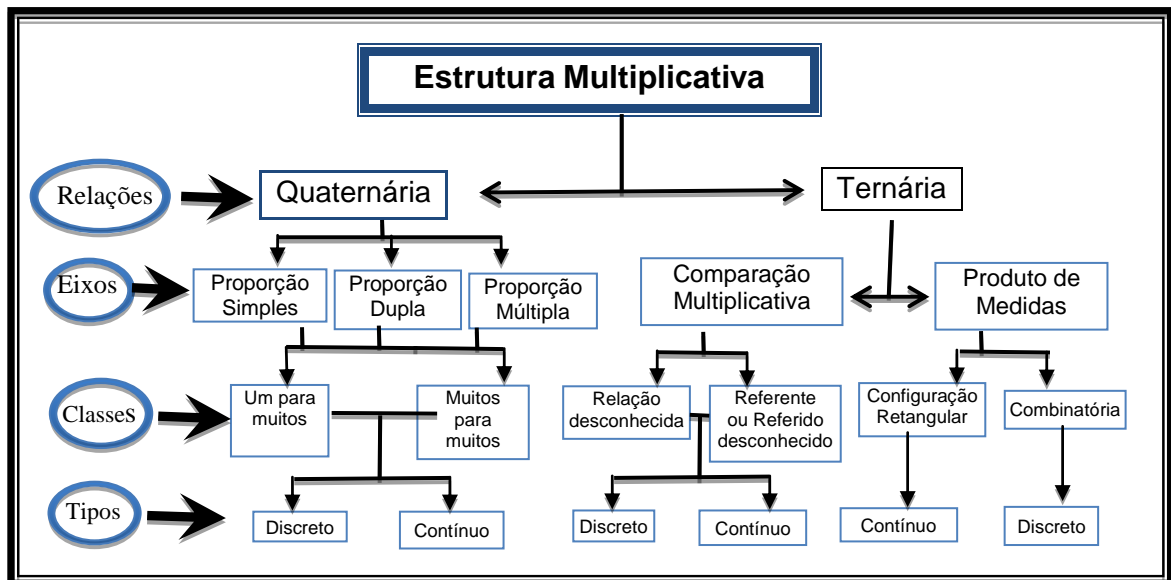 Estrutura Multiplicativa
Relações
Quaternária
Ternária
Eixos
Proporção
Simples
Proporção
Dupla
Proporção
Múltipla
Comparação
Multiplicativa
Produto de
Medidas
Classes
Um para
muitos
Muitos
para
muitos
Relação
desconhecida
Referente
ou Referido
desconhecido
Configuração
Retangular
Combinatória
Tipos
Discreto
Contínuo
Discreto
Contínuo
Contínuo
Discreto